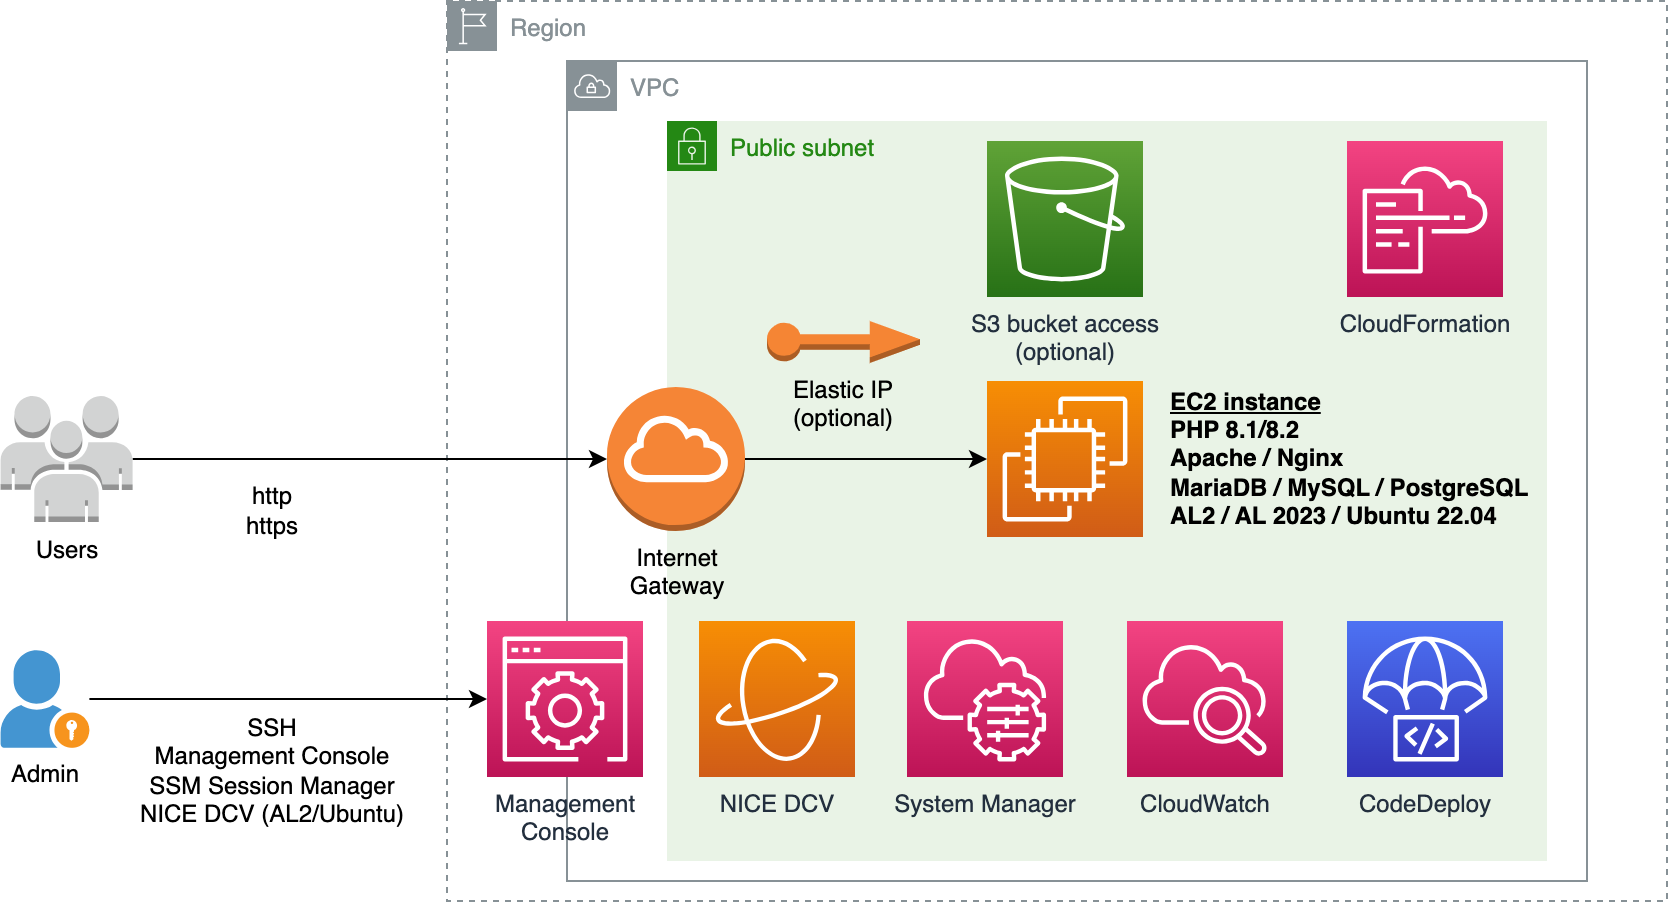 Region
VPC
Public subnet
S3 bucket access
(optional)
CloudFormation
Elastic IP
(optional)
EC2 instance
PHP 8.1/8.2
Apache / Nginx
MariaDB / MySQL / PostgreSQL
AL2 / AL 2023 / Ubuntu 22.04
http
https
Users
Internet
Gateway
SSH
Management Console
SSM Session Manager
NICE DCV (AL2/Ubuntu)
Admin
Management
Console
NICE DCV
System Manager
CloudWatch
</>
CodeDeploy